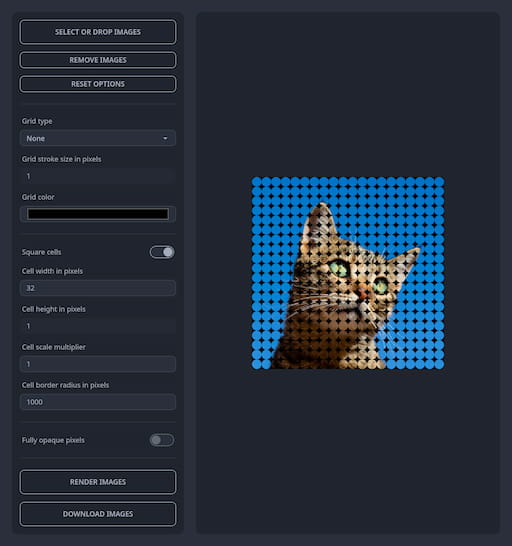 SELECT OR DROP IMAGES
REMOVE IMAGES
RESET OPTIONS
Grid type
None
Grid stroke size in pixels
1
Grid color
Square cells
Cell width in pixels
32
Cell height in pixels
1
Cell scale multiplier
1
Cell border radius in pixels
1000
Fully opaque pixels
RENDER IMAGES
DOWNLOAD IMAGES